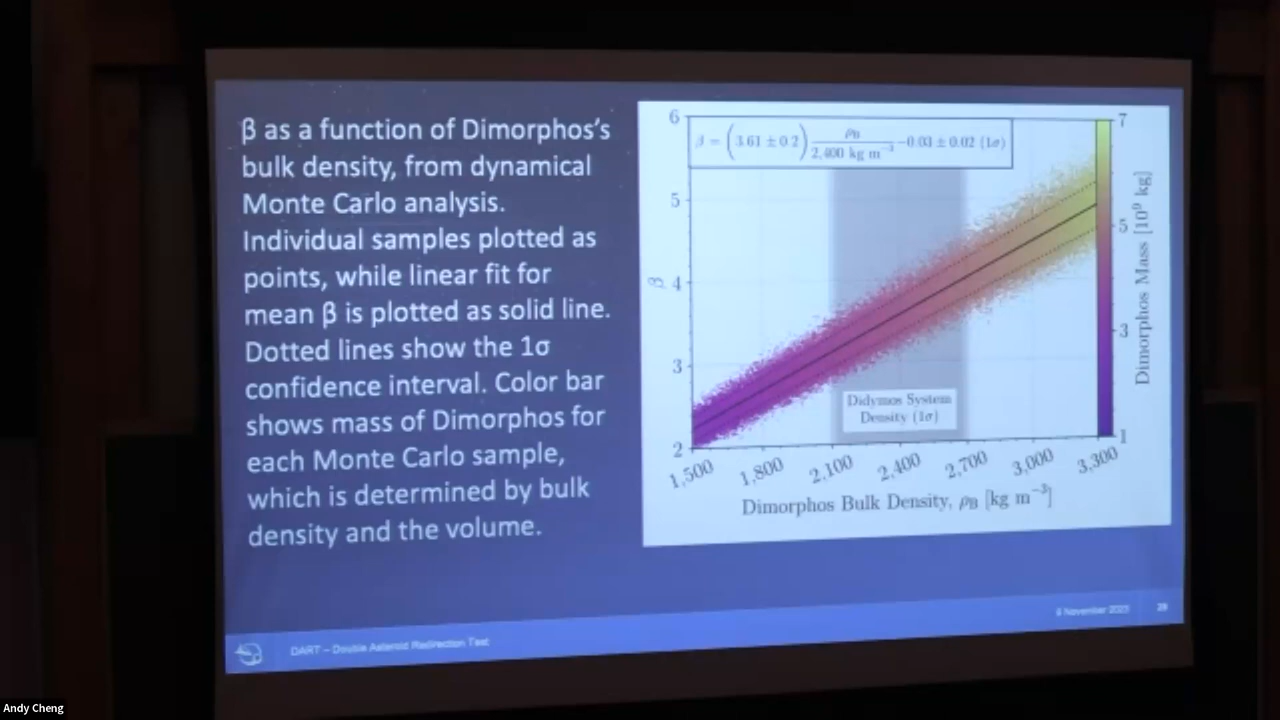 β as a function of Dimorphos's
bulk density, from dynamical
Monte Carlo analysis.
Individual samples plotted as
points, while linear fit for
mean β is plotted as solid line.
Dotted lines show the 1σ
confidence interval. Color bar
shows mass of Dimorphos for
each Monte Carlo sample,
which is determined by bulk
density and the volume.
β = (3.61 ± 0.2) ρB / 2,400 kg m⁻³ −0.03 ± 0.02 (1σ)
6
5
4
3
2
β
1,500
1,800
2,100
2,400
2,700
3,000
3,300
Dimorphos Bulk Density, ρB [kg m⁻³]
Didymos System
Density (1σ)
7
5
3
1
Dimorphos Mass [10⁹ kg]
DART – Double Asteroid Redirection Test
November
Andy Cheng